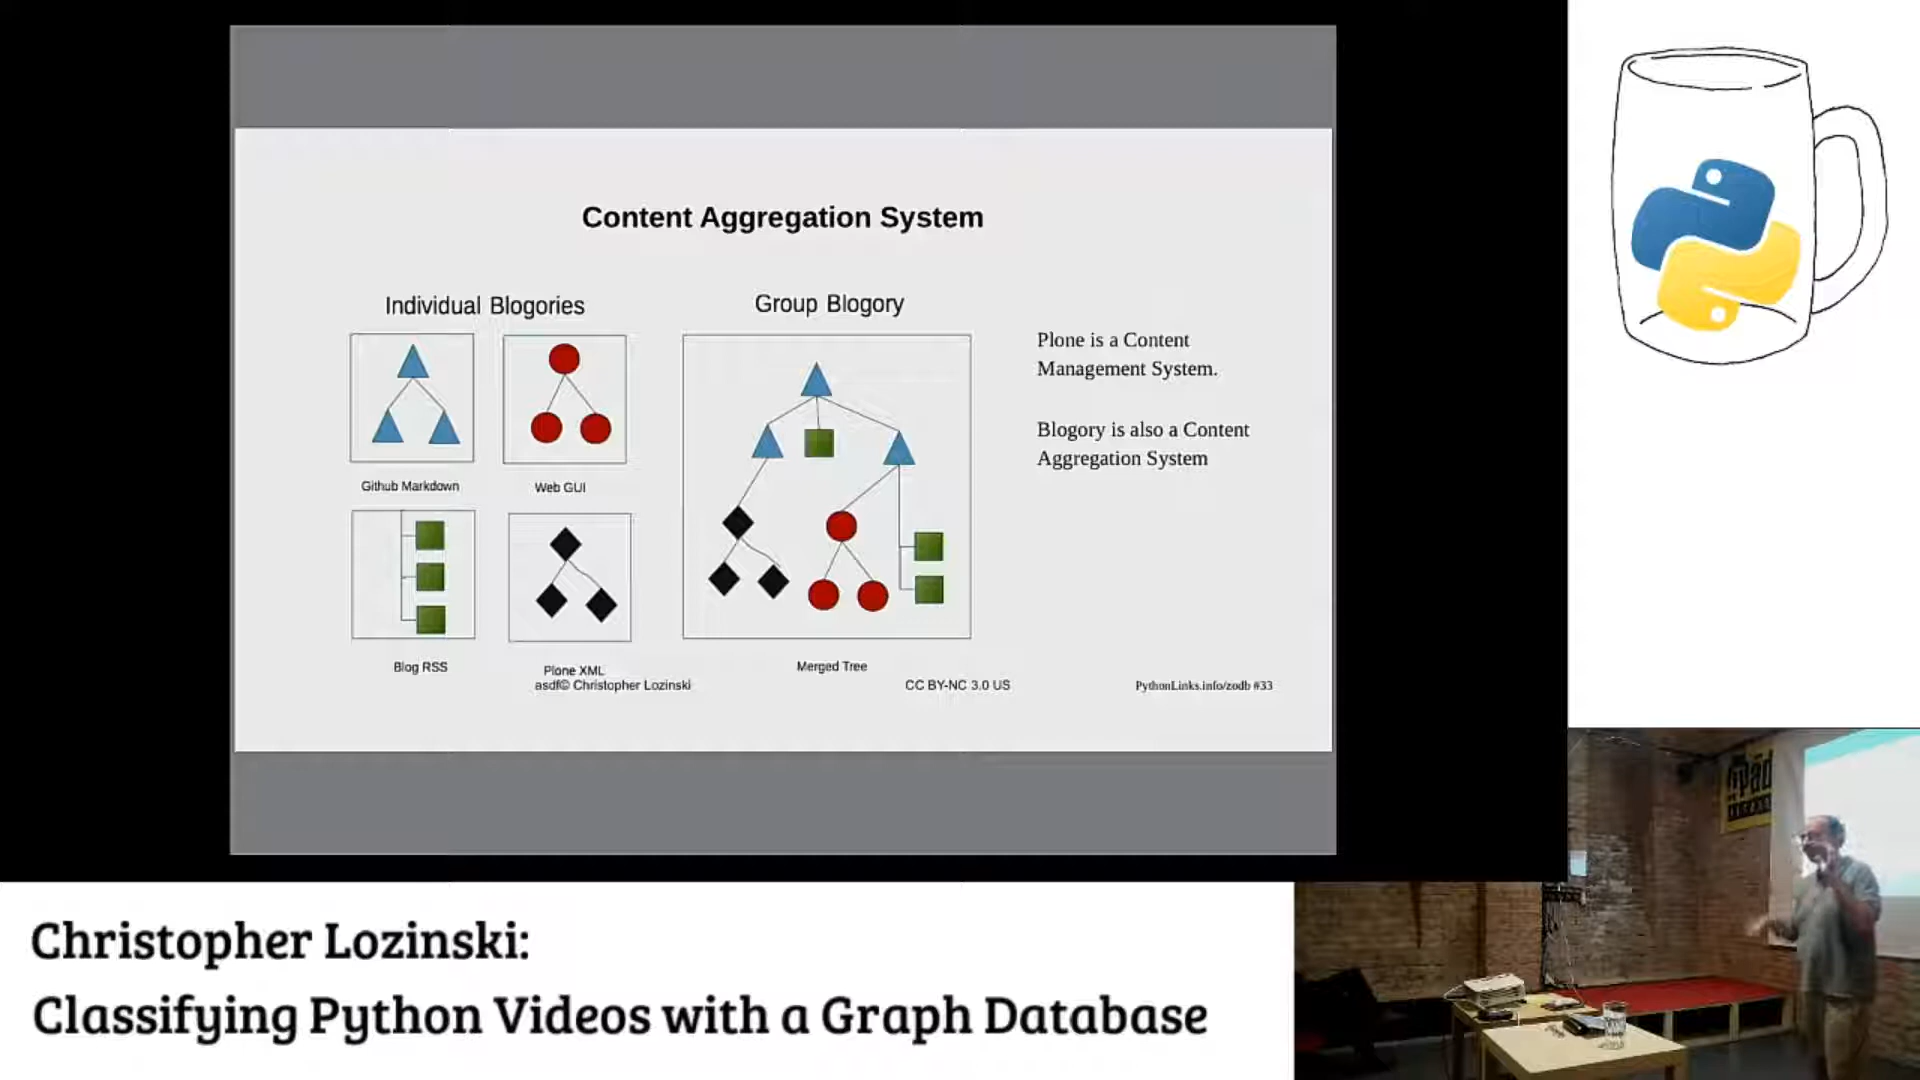 Content Aggregation System
Individual Blogories
Group Blogory
Github Markdown
Web GUI
Blog RSS
Plone XML
Merged Tree
Plone is a Content
Management System.
Blogory is also a Content
Aggregation System
asdf© Christopher Lozinski
CC BY-NC 3.0 US
PythonLinks.info/zodb #33
Christopher Lozinski:
Classifying Python Videos with a Graph Database